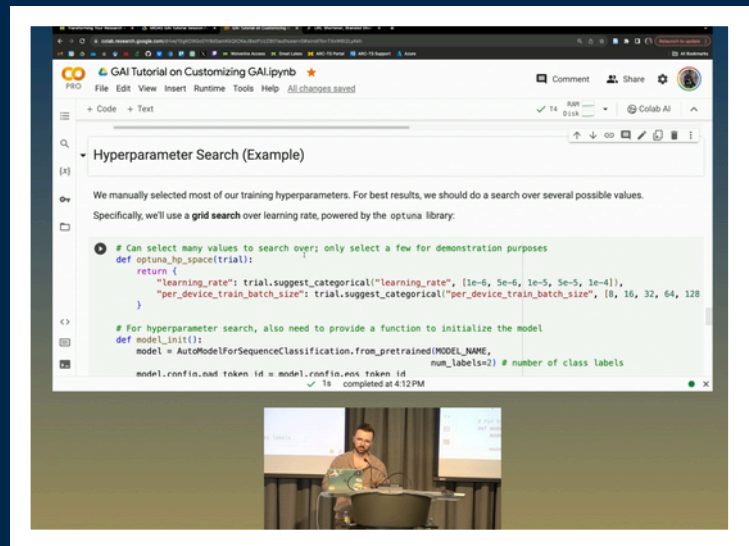 GAI Tutorial on Customizing GAI.ipynb
PRO
File Edit View Insert Runtime Tools Help All changes saved
Comment Share
+ Code + Text
T4 RAM Disk
Colab AI
Hyperparameter Search (Example)
We manually selected most of our training hyperparameters. For best results, we should do a search over several possible values.
Specifically, we'll use a grid search over learning rate, powered by the optuna library:
# Can select many values to search over; only select a few for demonstration purposes
def optuna_hp_space(trial):
return {
"learning_rate": trial.suggest_categorical("learning_rate", [1e-6, 5e-6, 1e-5, 5e-5, 1e-4]),
"per_device_train_batch_size": trial.suggest_categorical("per_device_train_batch_size", [8, 16, 32, 64, 128
}
# For hyperparameter search, also need to provide a function to initialize the model
def model_init():
model = AutoModelForSequenceClassification.from_pretrained(MODEL_NAME,
num_labels=2) # number of class labels
model.config.pad_token_id = model.config.eos_token_id
1s completed at 4:12 PM